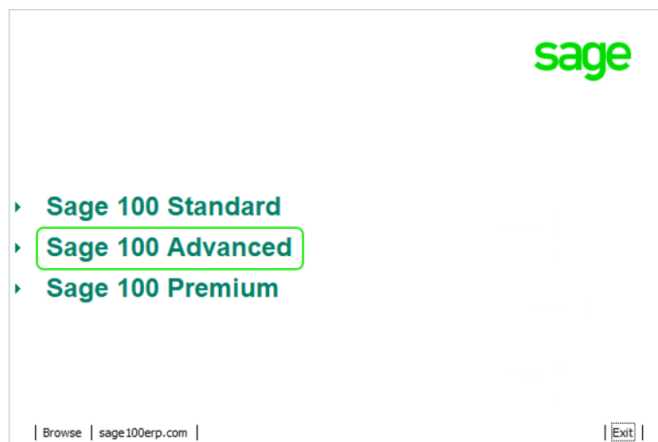 sage
Sage 100 Standard
Sage 100 Advanced
Sage 100 Premium
| Browse | sage100erp.com | | Exit |